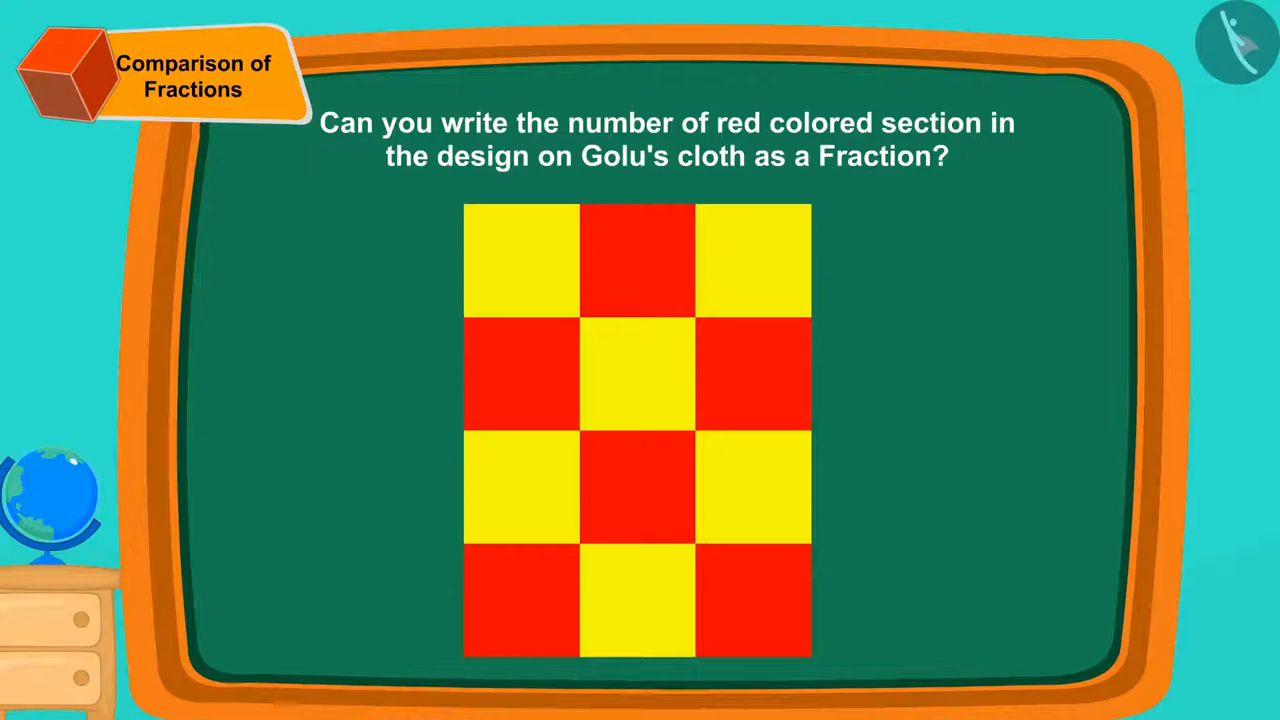 Comparison of
Fractions
Can you write the number of red colored section in
the design on Golu's cloth as a Fraction?